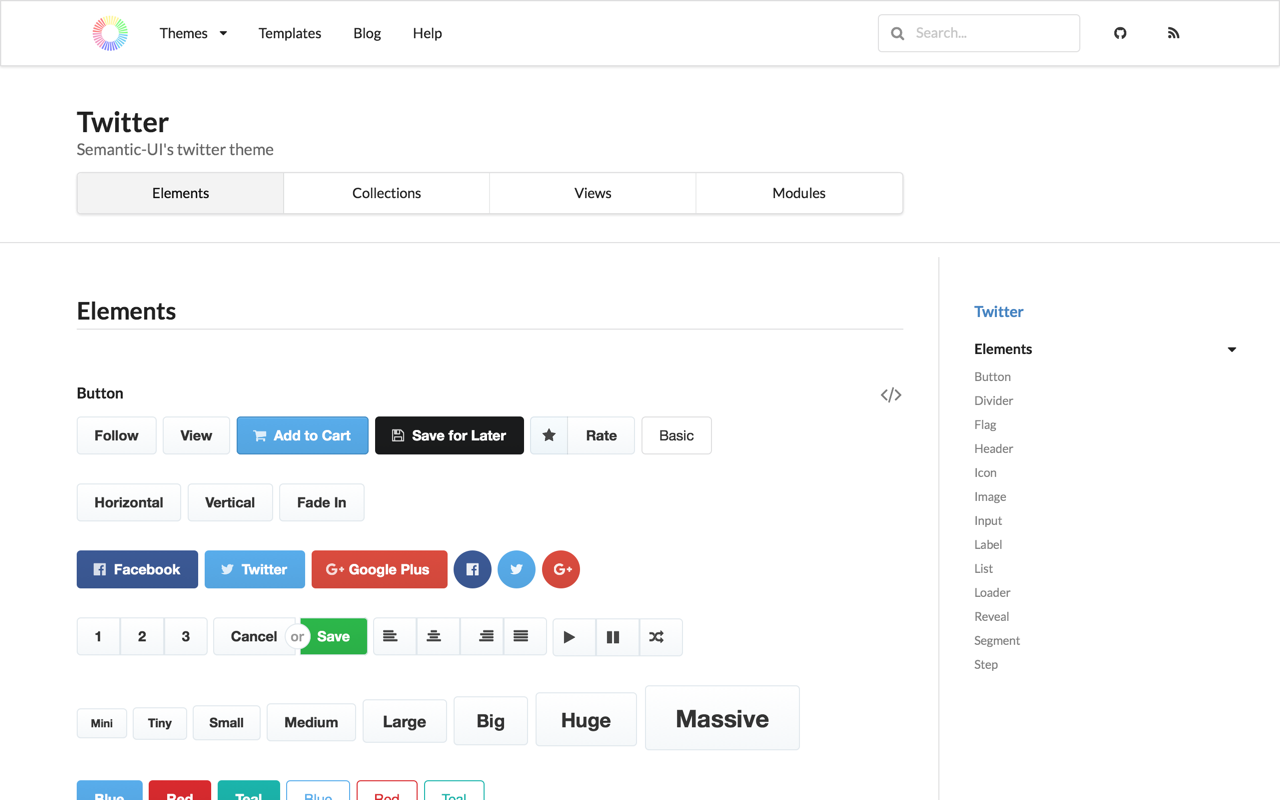 Themes Templates Blog Help Search...
Twitter
Semantic-UI's twitter theme
Elements Collections Views Modules
Elements
Button </>
Follow View Add to Cart Save for Later Rate Basic
Horizontal Vertical Fade In
Facebook Twitter G+ Google Plus G+
1 2 3 Cancel or Save
Mini Tiny Small Medium Large Big Huge Massive
Blue Red Teal Blue Red Teal
Twitter
Elements
Button
Divider
Flag
Header
Icon
Image
Input
Label
List
Loader
Reveal
Segment
Step